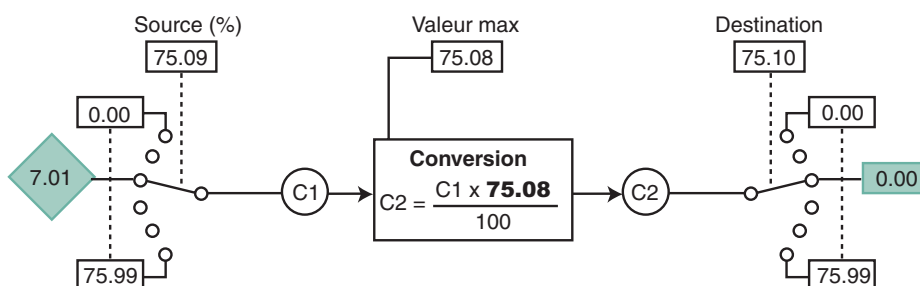 Source (%)
Valeur max
Destination
75.09
75.08
75.10
0.00
0.00
7.01
C1
Conversion
C2 = C1 x 75.08
100
C2
0.00
75.99
75.99